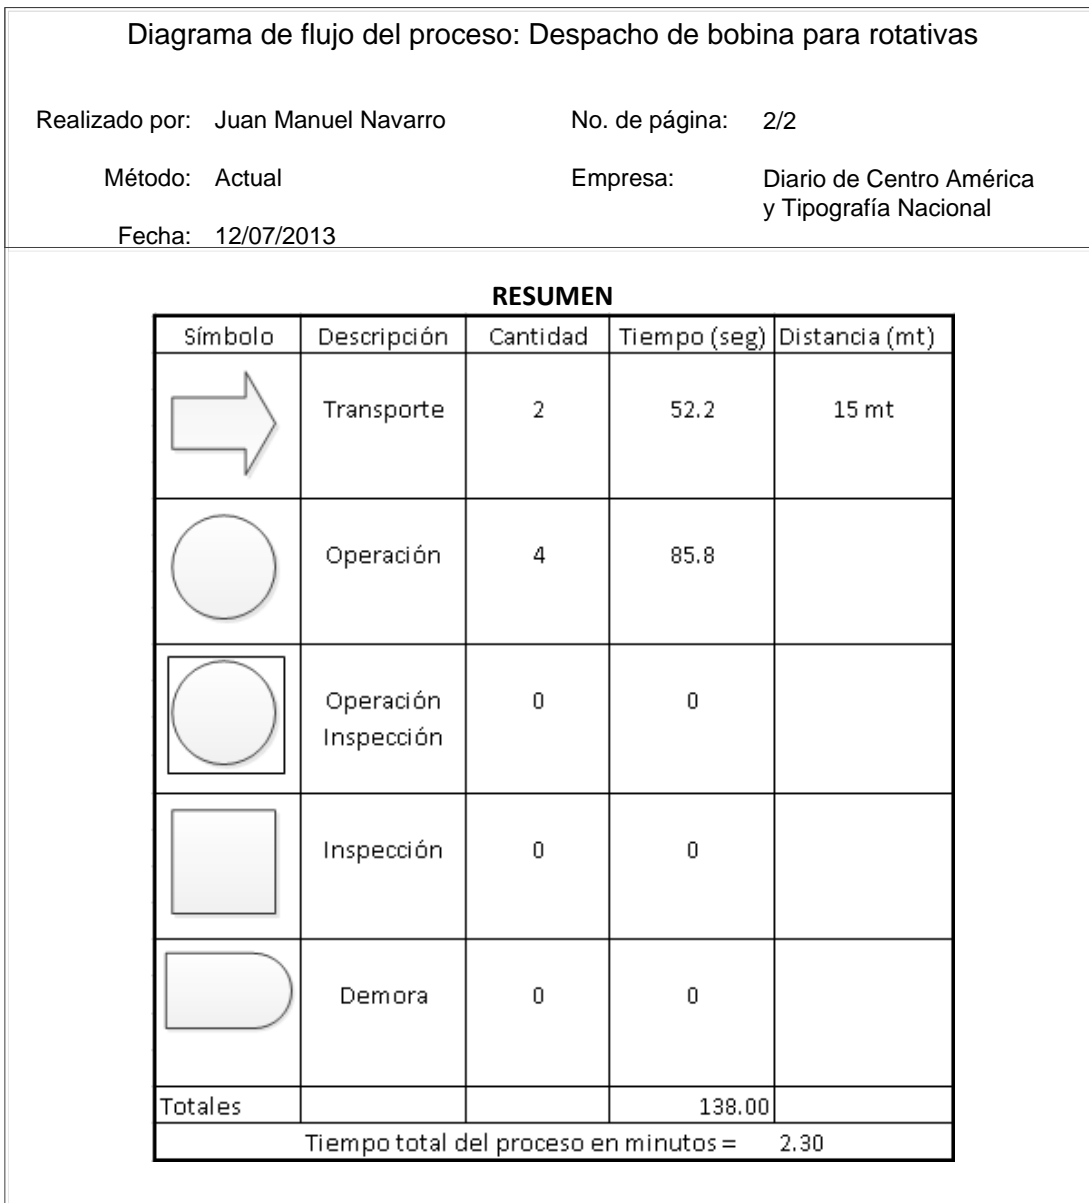 Diagrama de flujo del proceso: Despacho de bobina para rotativas
Realizado por: Juan Manuel Navarro No. de página: 2/2
Método: Actual Empresa: Diario de Centro América
y Tipografía Nacional
Fecha: 12/07/2013
RESUMEN
Símbolo Descripción Cantidad Tiempo (seg) Distancia (mt)
Transporte 2 52.2 15 mt
Operación 4 85.8
Operación 0 0
Inspección
Inspección 0 0
Demora 0 0
Totales 138.00
Tiempo total del proceso en minutos = 2.30